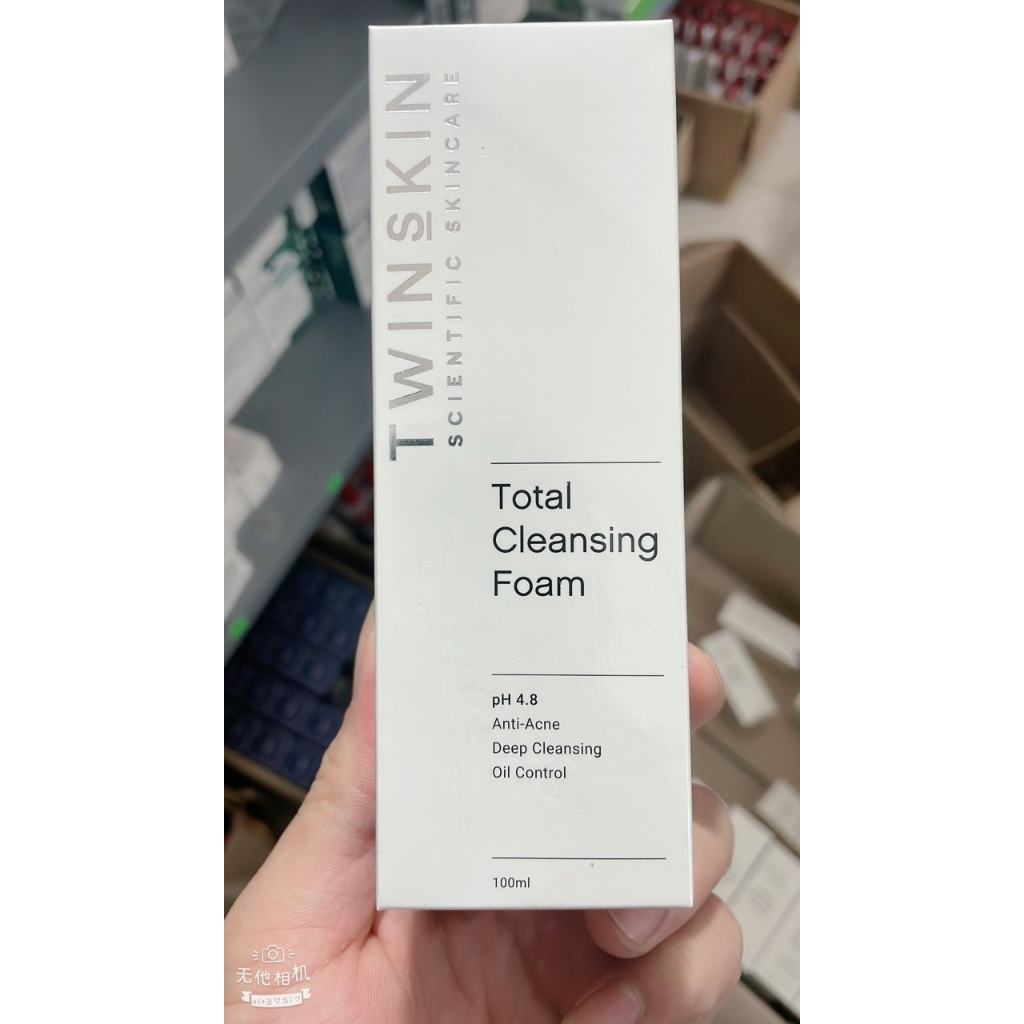 TWINSKIN
SCIENTIFIC SKINCARE
Total
Cleansing
Foam
pH 4.8
Anti-Acne
Deep Cleansing
Oil Control
100ml
无他相机